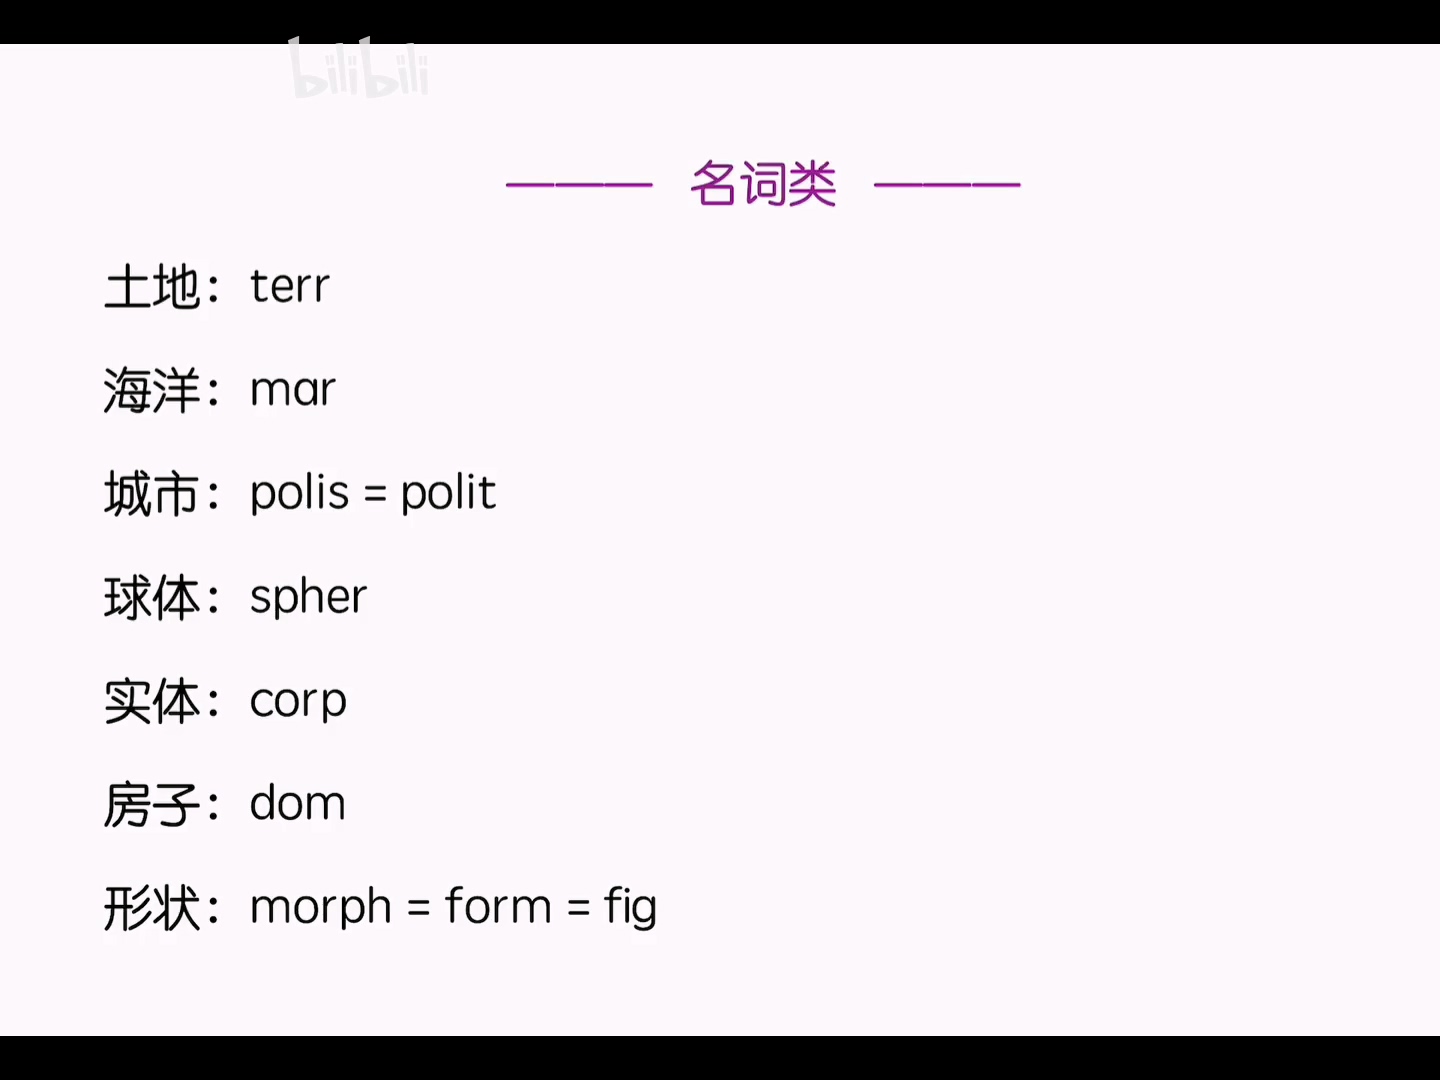 bilibili
——— 名词类 ———
土地：terr
海洋：mar
城市：polis = polit
球体：spher
实体：corp
房子：dom
形状：morph = form = fig